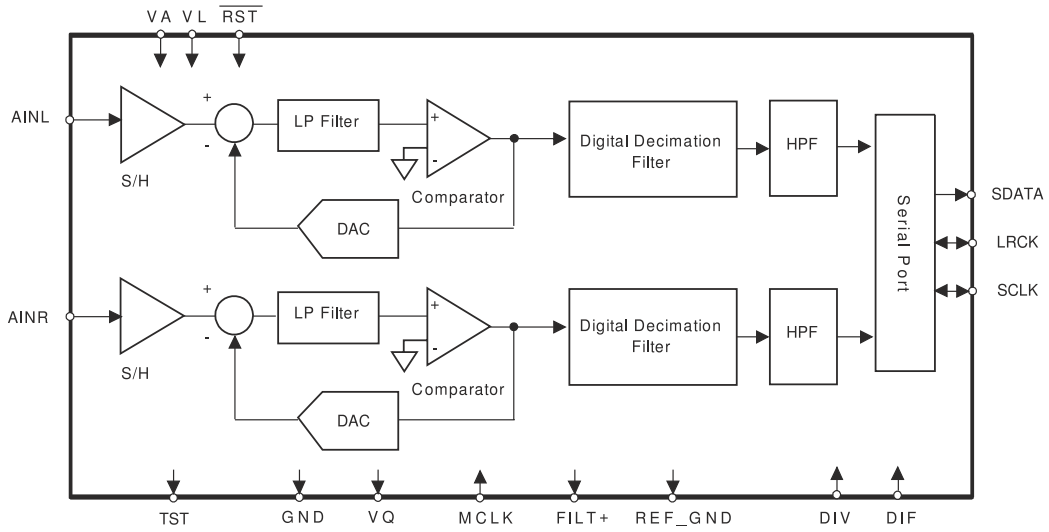 VA VL RST
AINL
+
-
S/H
LP Filter
+
-
Comparator
DAC
Digital Decimation
Filter
HPF
Serial Port
SDATA
LRCK
SCLK
AINR
+
-
S/H
LP Filter
+
-
Comparator
DAC
Digital Decimation
Filter
HPF
TST GND VQ MCLK FILT+ REF_GND DIV DIF